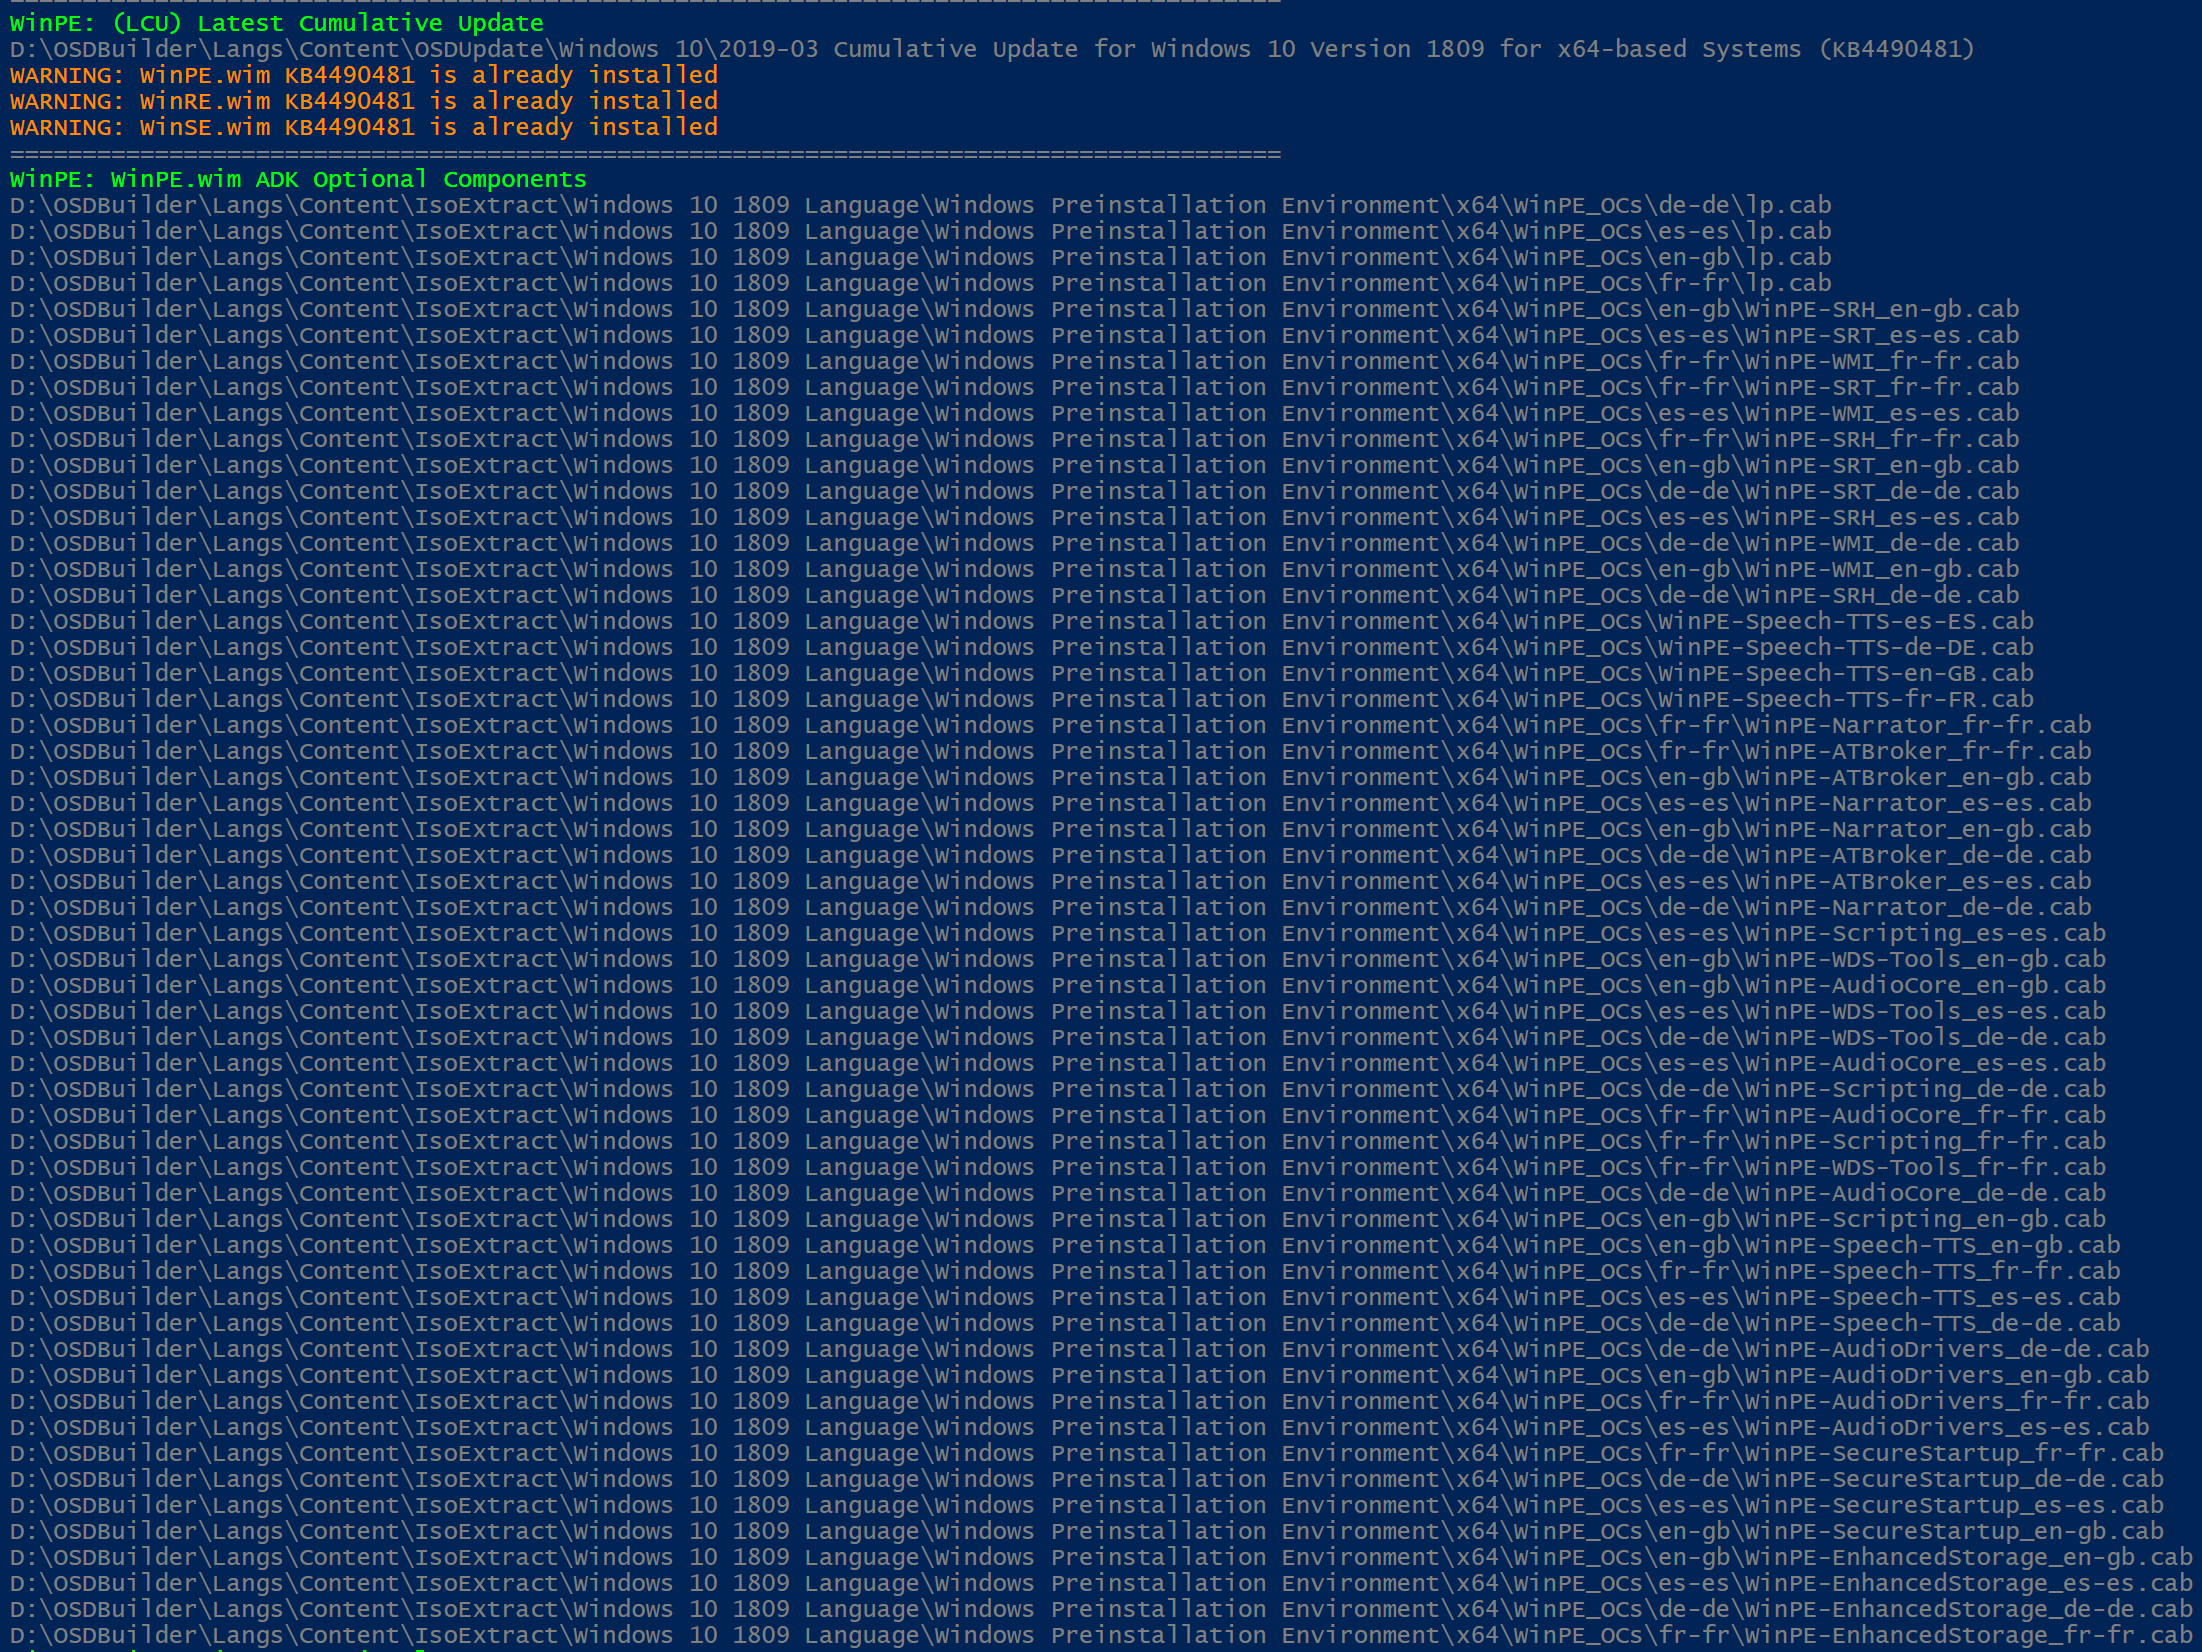 ================================================================================
WinPE: (LCU) Latest Cumulative Update
D:\OSDBuilder\Langs\Content\OSDUpdate\Windows 10\2019-03 Cumulative Update for Windows 10 Version 1809 for x64-based Systems (KB4490481)
WARNING: WinPE.wim KB4490481 is already installed
WARNING: WinRE.wim KB4490481 is already installed
WARNING: WinSE.wim KB4490481 is already installed
========================================================================================
WinPE: WinPE.wim ADK Optional Components
D:\OSDBuilder\Langs\Content\IsoExtract\Windows 10 1809 Language\Windows Preinstallation Environment\x64\WinPE_OCs\de-de\lp.cab
D:\OSDBuilder\Langs\Content\IsoExtract\Windows 10 1809 Language\Windows Preinstallation Environment\x64\WinPE_OCs\es-es\lp.cab
D:\OSDBuilder\Langs\Content\IsoExtract\Windows 10 1809 Language\Windows Preinstallation Environment\x64\WinPE_OCs\en-gb\lp.cab
D:\OSDBuilder\Langs\Content\IsoExtract\Windows 10 1809 Language\Windows Preinstallation Environment\x64\WinPE_OCs\fr-fr\lp.cab
D:\OSDBuilder\Langs\Content\IsoExtract\Windows 10 1809 Language\Windows Preinstallation Environment\x64\WinPE_OCs\en-gb\WinPE-SRH_en-gb.cab
D:\OSDBuilder\Langs\Content\IsoExtract\Windows 10 1809 Language\Windows Preinstallation Environment\x64\WinPE_OCs\es-es\WinPE-SRT_es-es.cab
D:\OSDBuilder\Langs\Content\IsoExtract\Windows 10 1809 Language\Windows Preinstallation Environment\x64\WinPE_OCs\fr-fr\WinPE-WMI_fr-fr.cab
D:\OSDBuilder\Langs\Content\IsoExtract\Windows 10 1809 Language\Windows Preinstallation Environment\x64\WinPE_OCs\fr-fr\WinPE-SRT_fr-fr.cab
D:\OSDBuilder\Langs\Content\IsoExtract\Windows 10 1809 Language\Windows Preinstallation Environment\x64\WinPE_OCs\es-es\WinPE-WMI_es-es.cab
D:\OSDBuilder\Langs\Content\IsoExtract\Windows 10 1809 Language\Windows Preinstallation Environment\x64\WinPE_OCs\fr-fr\WinPE-SRH_fr-fr.cab
D:\OSDBuilder\Langs\Content\IsoExtract\Windows 10 1809 Language\Windows Preinstallation Environment\x64\WinPE_OCs\en-gb\WinPE-SRT_en-gb.cab
D:\OSDBuilder\Langs\Content\IsoExtract\Windows 10 1809 Language\Windows Preinstallation Environment\x64\WinPE_OCs\de-de\WinPE-SRT_de-de.cab
D:\OSDBuilder\Langs\Content\IsoExtract\Windows 10 1809 Language\Windows Preinstallation Environment\x64\WinPE_OCs\es-es\WinPE-SRH_es-es.cab
D:\OSDBuilder\Langs\Content\IsoExtract\Windows 10 1809 Language\Windows Preinstallation Environment\x64\WinPE_OCs\de-de\WinPE-WMI_de-de.cab
D:\OSDBuilder\Langs\Content\IsoExtract\Windows 10 1809 Language\Windows Preinstallation Environment\x64\WinPE_OCs\en-gb\WinPE-WMI_en-gb.cab
D:\OSDBuilder\Langs\Content\IsoExtract\Windows 10 1809 Language\Windows Preinstallation Environment\x64\WinPE_OCs\de-de\WinPE-SRH_de-de.cab
D:\OSDBuilder\Langs\Content\IsoExtract\Windows 10 1809 Language\Windows Preinstallation Environment\x64\WinPE_OCs\WinPE-Speech-TTS-es-ES.cab
D:\OSDBuilder\Langs\Content\IsoExtract\Windows 10 1809 Language\Windows Preinstallation Environment\x64\WinPE_OCs\WinPE-Speech-TTS-de-DE.cab
D:\OSDBuilder\Langs\Content\IsoExtract\Windows 10 1809 Language\Windows Preinstallation Environment\x64\WinPE_OCs\WinPE-Speech-TTS-en-GB.cab
D:\OSDBuilder\Langs\Content\IsoExtract\Windows 10 1809 Language\Windows Preinstallation Environment\x64\WinPE_OCs\WinPE-Speech-TTS-fr-FR.cab
D:\OSDBuilder\Langs\Content\IsoExtract\Windows 10 1809 Language\Windows Preinstallation Environment\x64\WinPE_OCs\fr-fr\WinPE-Narrator_fr-fr.cab
D:\OSDBuilder\Langs\Content\IsoExtract\Windows 10 1809 Language\Windows Preinstallation Environment\x64\WinPE_OCs\fr-fr\WinPE-ATBroker_fr-fr.cab
D:\OSDBuilder\Langs\Content\IsoExtract\Windows 10 1809 Language\Windows Preinstallation Environment\x64\WinPE_OCs\en-gb\WinPE-ATBroker_en-gb.cab
D:\OSDBuilder\Langs\Content\IsoExtract\Windows 10 1809 Language\Windows Preinstallation Environment\x64\WinPE_OCs\es-es\WinPE-Narrator_es-es.cab
D:\OSDBuilder\Langs\Content\IsoExtract\Windows 10 1809 Language\Windows Preinstallation Environment\x64\WinPE_OCs\en-gb\WinPE-Narrator_en-gb.cab
D:\OSDBuilder\Langs\Content\IsoExtract\Windows 10 1809 Language\Windows Preinstallation Environment\x64\WinPE_OCs\de-de\WinPE-ATBroker_de-de.cab
D:\OSDBuilder\Langs\Content\IsoExtract\Windows 10 1809 Language\Windows Preinstallation Environment\x64\WinPE_OCs\es-es\WinPE-ATBroker_es-es.cab
D:\OSDBuilder\Langs\Content\IsoExtract\Windows 10 1809 Language\Windows Preinstallation Environment\x64\WinPE_OCs\de-de\WinPE-Narrator_de-de.cab
D:\OSDBuilder\Langs\Content\IsoExtract\Windows 10 1809 Language\Windows Preinstallation Environment\x64\WinPE_OCs\es-es\WinPE-Scripting_es-es.cab
D:\OSDBuilder\Langs\Content\IsoExtract\Windows 10 1809 Language\Windows Preinstallation Environment\x64\WinPE_OCs\en-gb\WinPE-WDS-Tools_en-gb.cab
D:\OSDBuilder\Langs\Content\IsoExtract\Windows 10 1809 Language\Windows Preinstallation Environment\x64\WinPE_OCs\en-gb\WinPE-AudioCore_en-gb.cab
D:\OSDBuilder\Langs\Content\IsoExtract\Windows 10 1809 Language\Windows Preinstallation Environment\x64\WinPE_OCs\es-es\WinPE-WDS-Tools_es-es.cab
D:\OSDBuilder\Langs\Content\IsoExtract\Windows 10 1809 Language\Windows Preinstallation Environment\x64\WinPE_OCs\de-de\WinPE-WDS-Tools_de-de.cab
D:\OSDBuilder\Langs\Content\IsoExtract\Windows 10 1809 Language\Windows Preinstallation Environment\x64\WinPE_OCs\es-es\WinPE-AudioCore_es-es.cab
D:\OSDBuilder\Langs\Content\IsoExtract\Windows 10 1809 Language\Windows Preinstallation Environment\x64\WinPE_OCs\de-de\WinPE-Scripting_de-de.cab
D:\OSDBuilder\Langs\Content\IsoExtract\Windows 10 1809 Language\Windows Preinstallation Environment\x64\WinPE_OCs\fr-fr\WinPE-AudioCore_fr-fr.cab
D:\OSDBuilder\Langs\Content\IsoExtract\Windows 10 1809 Language\Windows Preinstallation Environment\x64\WinPE_OCs\fr-fr\WinPE-Scripting_fr-fr.cab
D:\OSDBuilder\Langs\Content\IsoExtract\Windows 10 1809 Language\Windows Preinstallation Environment\x64\WinPE_OCs\fr-fr\WinPE-WDS-Tools_fr-fr.cab
D:\OSDBuilder\Langs\Content\IsoExtract\Windows 10 1809 Language\Windows Preinstallation Environment\x64\WinPE_OCs\de-de\WinPE-AudioCore_de-de.cab
D:\OSDBuilder\Langs\Content\IsoExtract\Windows 10 1809 Language\Windows Preinstallation Environment\x64\WinPE_OCs\en-gb\WinPE-Scripting_en-gb.cab
D:\OSDBuilder\Langs\Content\IsoExtract\Windows 10 1809 Language\Windows Preinstallation Environment\x64\WinPE_OCs\en-gb\WinPE-Speech-TTS_en-gb.cab
D:\OSDBuilder\Langs\Content\IsoExtract\Windows 10 1809 Language\Windows Preinstallation Environment\x64\WinPE_OCs\fr-fr\WinPE-Speech-TTS_fr-fr.cab
D:\OSDBuilder\Langs\Content\IsoExtract\Windows 10 1809 Language\Windows Preinstallation Environment\x64\WinPE_OCs\es-es\WinPE-Speech-TTS_es-es.cab
D:\OSDBuilder\Langs\Content\IsoExtract\Windows 10 1809 Language\Windows Preinstallation Environment\x64\WinPE_OCs\de-de\WinPE-Speech-TTS_de-de.cab
D:\OSDBuilder\Langs\Content\IsoExtract\Windows 10 1809 Language\Windows Preinstallation Environment\x64\WinPE_OCs\de-de\WinPE-AudioDrivers_de-de.cab
D:\OSDBuilder\Langs\Content\IsoExtract\Windows 10 1809 Language\Windows Preinstallation Environment\x64\WinPE_OCs\en-gb\WinPE-AudioDrivers_en-gb.cab
D:\OSDBuilder\Langs\Content\IsoExtract\Windows 10 1809 Language\Windows Preinstallation Environment\x64\WinPE_OCs\fr-fr\WinPE-AudioDrivers_fr-fr.cab
D:\OSDBuilder\Langs\Content\IsoExtract\Windows 10 1809 Language\Windows Preinstallation Environment\x64\WinPE_OCs\es-es\WinPE-AudioDrivers_es-es.cab
D:\OSDBuilder\Langs\Content\IsoExtract\Windows 10 1809 Language\Windows Preinstallation Environment\x64\WinPE_OCs\fr-fr\WinPE-SecureStartup_fr-fr.cab
D:\OSDBuilder\Langs\Content\IsoExtract\Windows 10 1809 Language\Windows Preinstallation Environment\x64\WinPE_OCs\de-de\WinPE-SecureStartup_de-de.cab
D:\OSDBuilder\Langs\Content\IsoExtract\Windows 10 1809 Language\Windows Preinstallation Environment\x64\WinPE_OCs\es-es\WinPE-SecureStartup_es-es.cab
D:\OSDBuilder\Langs\Content\IsoExtract\Windows 10 1809 Language\Windows Preinstallation Environment\x64\WinPE_OCs\en-gb\WinPE-SecureStartup_en-gb.cab
D:\OSDBuilder\Langs\Content\IsoExtract\Windows 10 1809 Language\Windows Preinstallation Environment\x64\WinPE_OCs\en-gb\WinPE-EnhancedStorage_en-gb.cab
D:\OSDBuilder\Langs\Content\IsoExtract\Windows 10 1809 Language\Windows Preinstallation Environment\x64\WinPE_OCs\es-es\WinPE-EnhancedStorage_es-es.cab
D:\OSDBuilder\Langs\Content\IsoExtract\Windows 10 1809 Language\Windows Preinstallation Environment\x64\WinPE_OCs\de-de\WinPE-EnhancedStorage_de-de.cab
D:\OSDBuilder\Langs\Content\IsoExtract\Windows 10 1809 Language\Windows Preinstallation Environment\x64\WinPE_OCs\fr-fr\WinPE-EnhancedStorage_fr-fr.cab